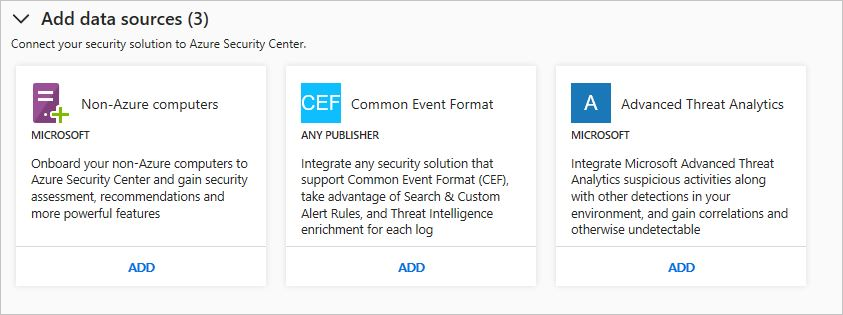 Add data sources (3)
Connect your security solution to Azure Security Center.
Non-Azure computers
MICROSOFT
Onboard your non-Azure computers to
Azure Security Center and gain security
assessment, recommendations and
more powerful features
ADD
CEF
Common Event Format
ANY PUBLISHER
Integrate any security solution that
support Common Event Format (CEF),
take advantage of Search & Custom
Alert Rules, and Threat Intelligence
enrichment for each log
ADD
A
Advanced Threat Analytics
MICROSOFT
Integrate Microsoft Advanced Threat
Analytics suspicious activities along
with other detections in your
environment, and gain correlations and
otherwise undetectable
ADD